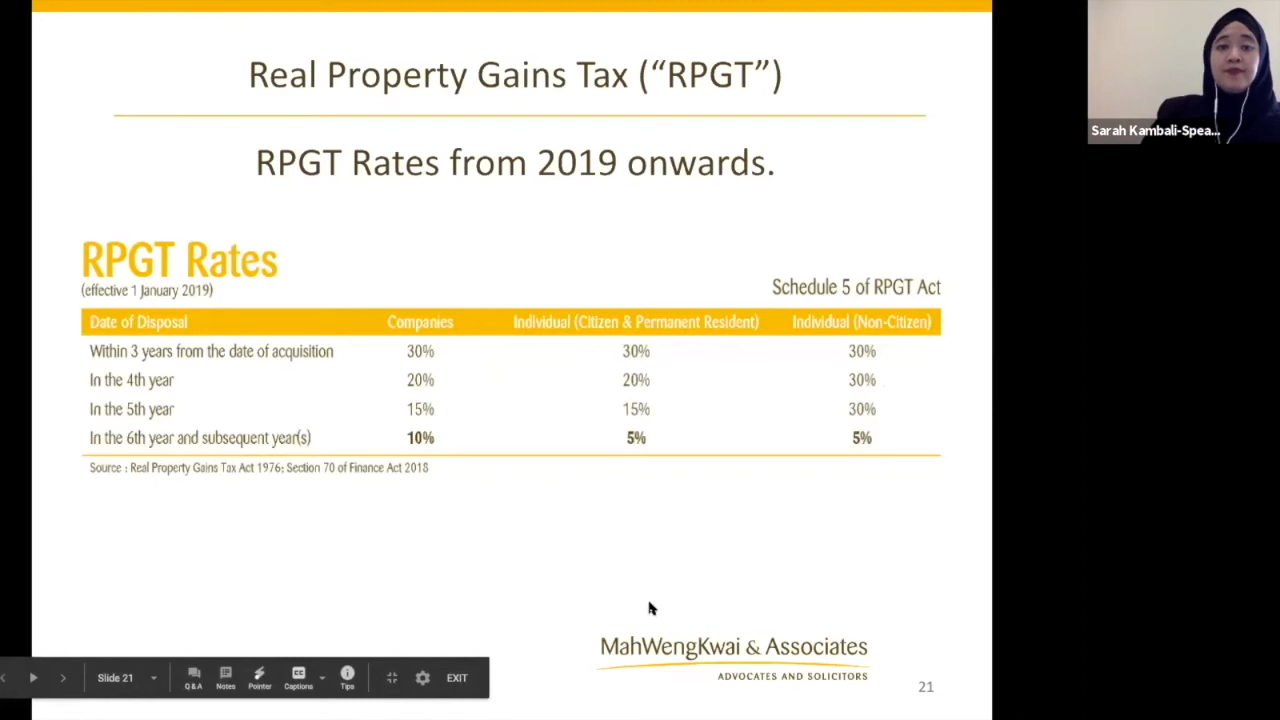 Real Property Gains Tax (“RPGT”)
RPGT Rates from 2019 onwards.
RPGT Rates
(effective 1 January 2019)
Schedule 5 of RPGT Act
Date of Disposal Companies Individual (Citizen & Permanent Resident) Individual (Non-Citizen)
Within 3 years from the date of acquisition 30% 30% 30%
In the 4th year 20% 20% 30%
In the 5th year 15% 15% 30%
In the 6th year and subsequent year(s) 10% 5% 5%
Source : Real Property Gains Tax Act 1976; Section 70 of Finance Act 2018
MahWengKwai & Associates
ADVOCATES AND SOLICITORS
21
Slide 21 Q & A Notes Pointer Captions Tips EXIT
Sarah Kambali-Spea...